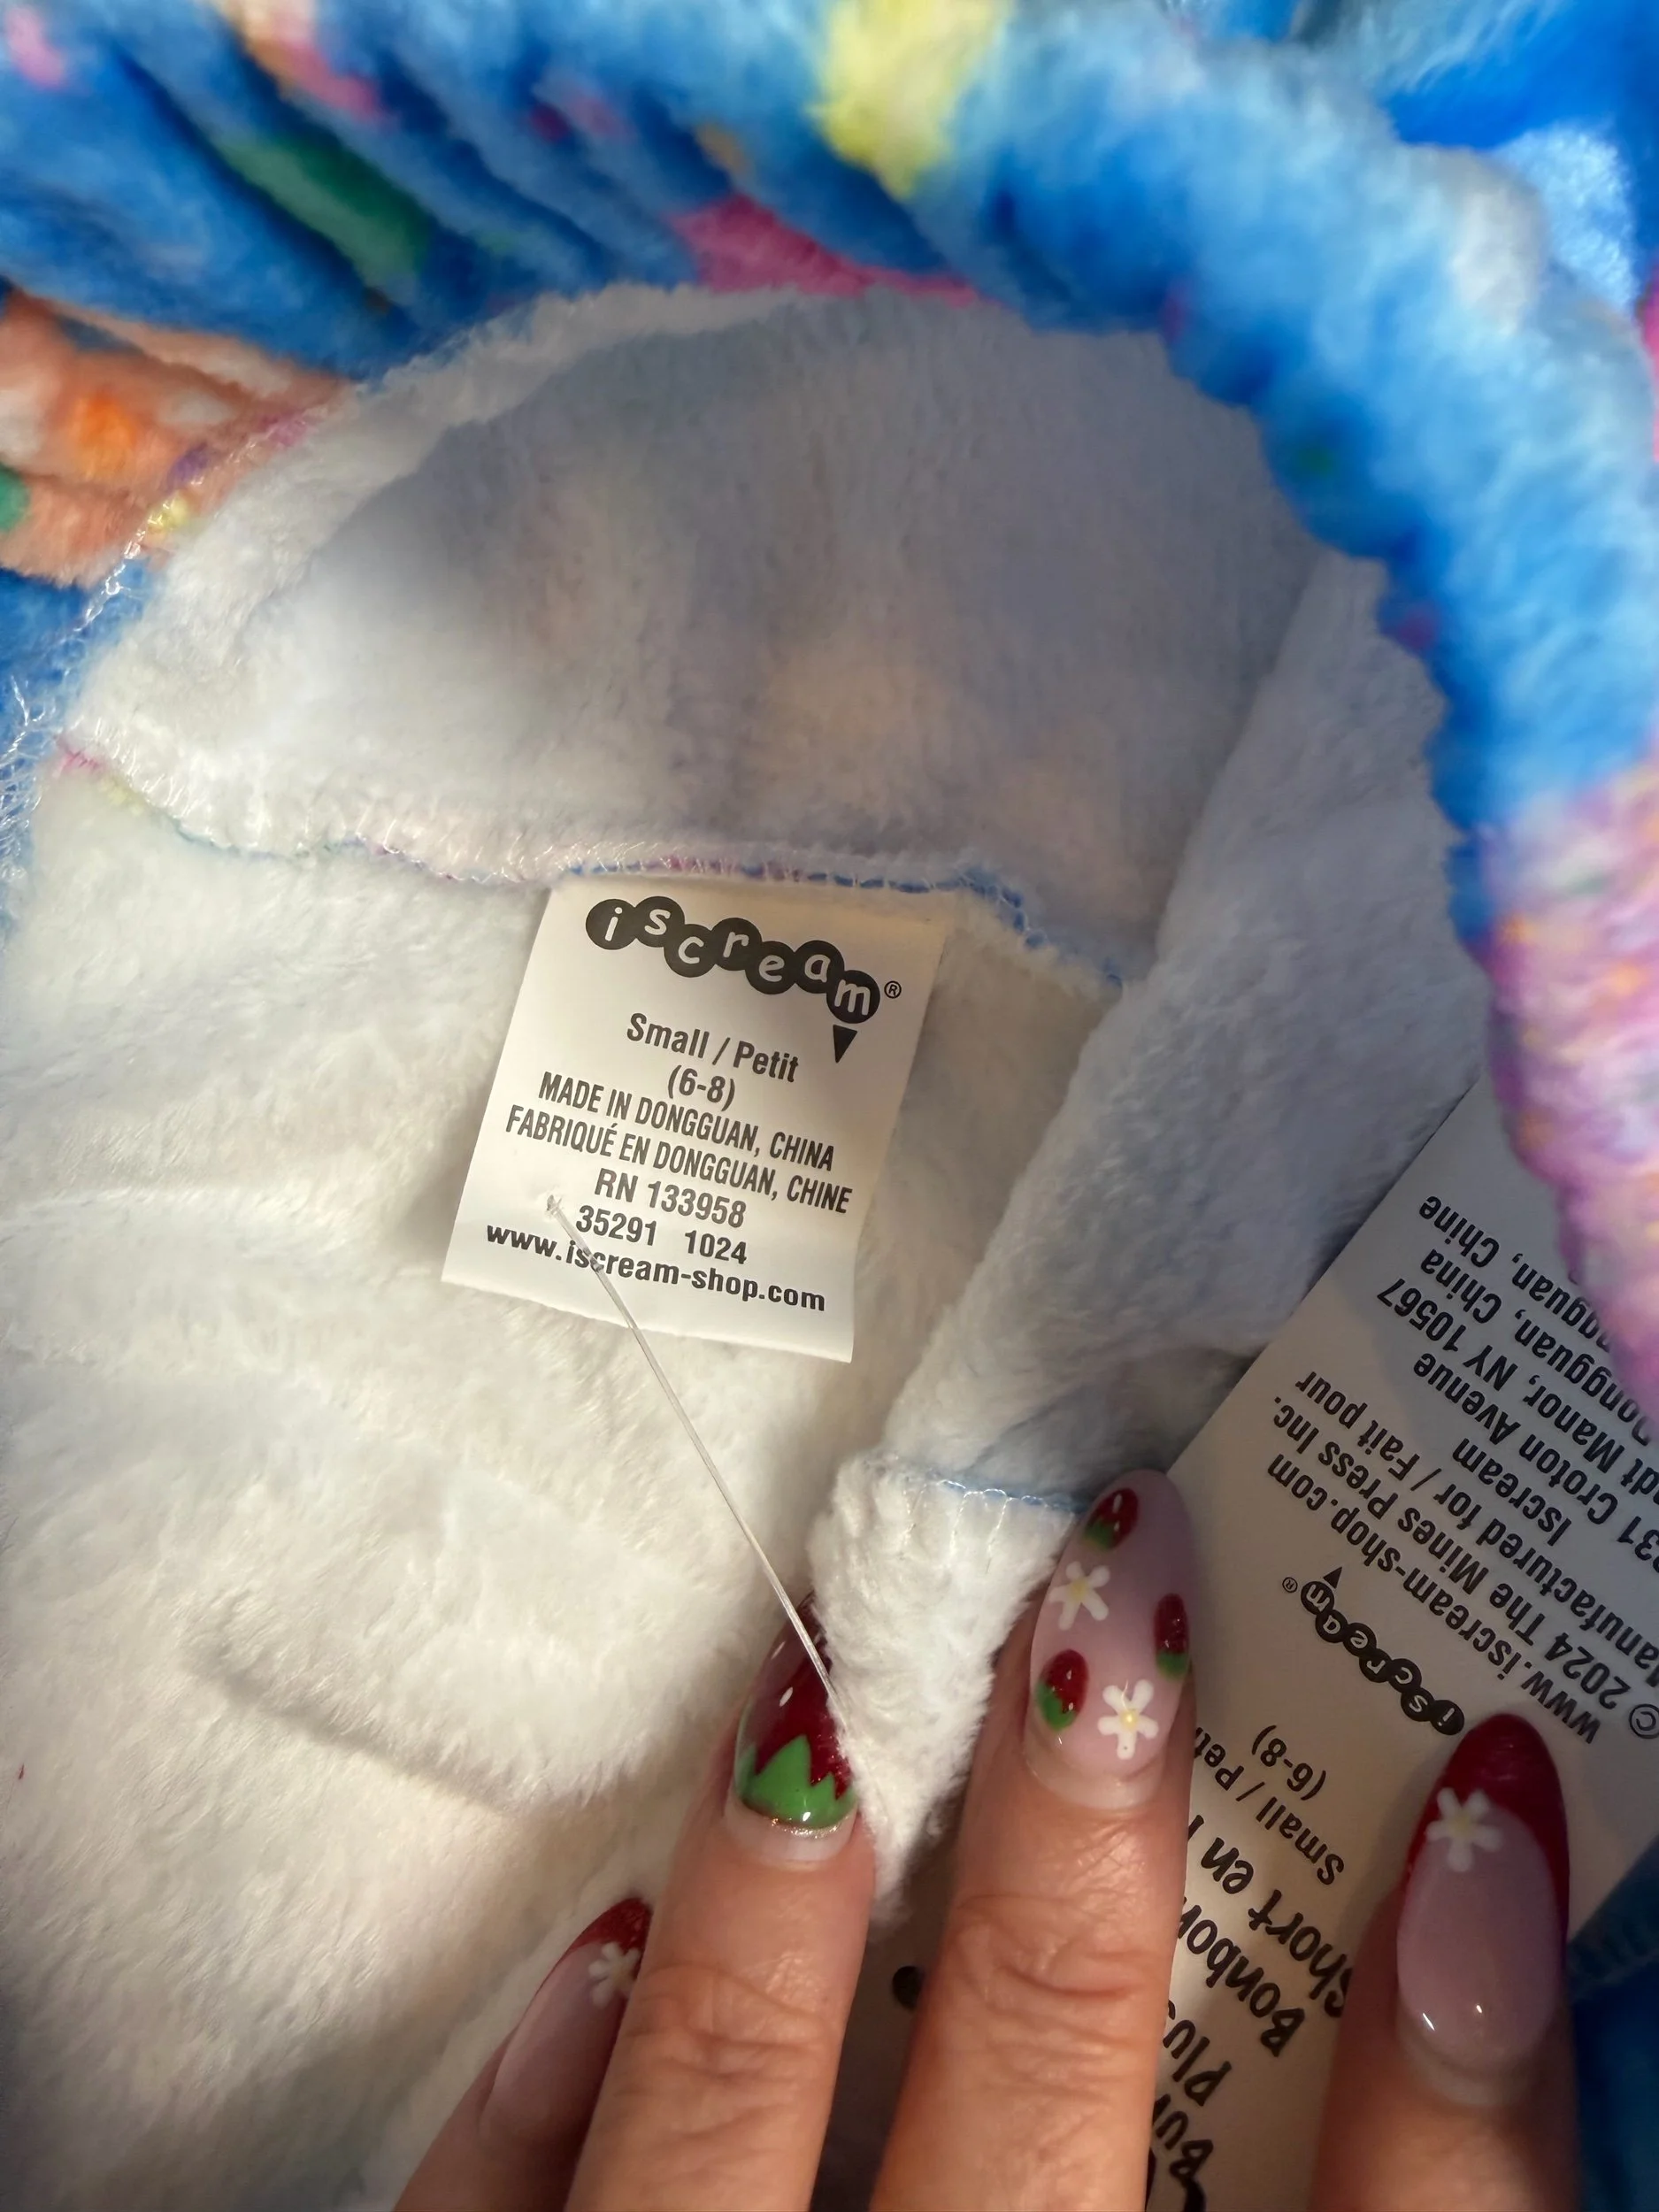 iscream®
Small / Petit
(6-8)
MADE IN DONGGUAN, CHINA
FABRIQUÉ EN DONGGUAN, CHINE
RN 133958
35291 1024
www.iscream-shop.com
Plus
Bonbon
Short en
Small /
(6-8)
iscream®
www.iscream-shop.com
© 2024 The Mines Press Inc.
Manufactured for / Fait pour
Iscream
Croton Avenue
Manor, NY 10567
Dongguan, China
Dongguan, Chine